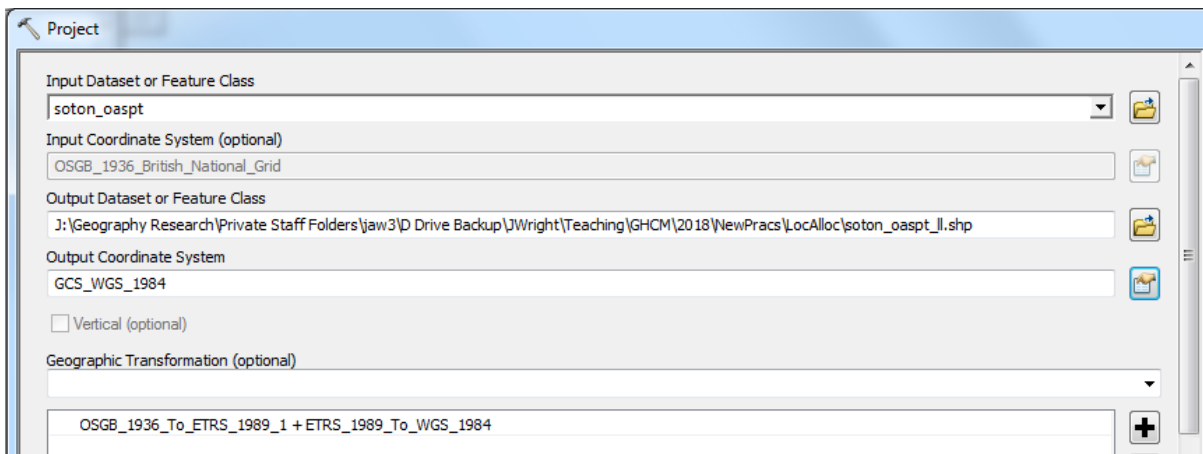 Project
Input Dataset or Feature Class
soton_oaspt
Input Coordinate System (optional)
OSGB_1936_British_National_Grid
Output Dataset or Feature Class
J:\Geography Research\Private Staff Folders\jaw3\D Drive Backup\JWright\Teaching\GHCM\2018\NewPracs\LocAlloc\soton_oaspt_ll.shp
Output Coordinate System
GCS_WGS_1984
Vertical (optional)
Geographic Transformation (optional)
OSGB_1936_To_ETRS_1989_1 + ETRS_1989_To_WGS_1984